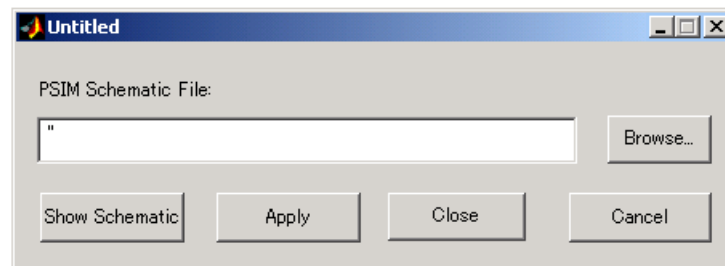 Untitled
PSIM Schematic File:
"
Browse...
Show Schematic Apply Close Cancel